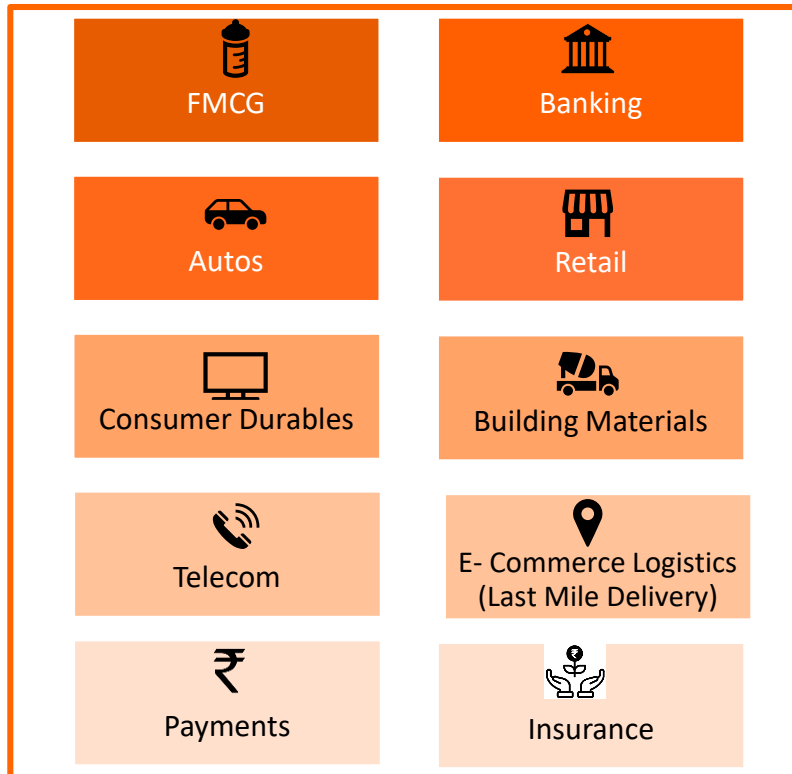 FMCG
Banking
Autos
Retail
Consumer Durables
Building Materials
Telecom
E- Commerce Logistics
(Last Mile Delivery)
₹
Payments
₹
Insurance